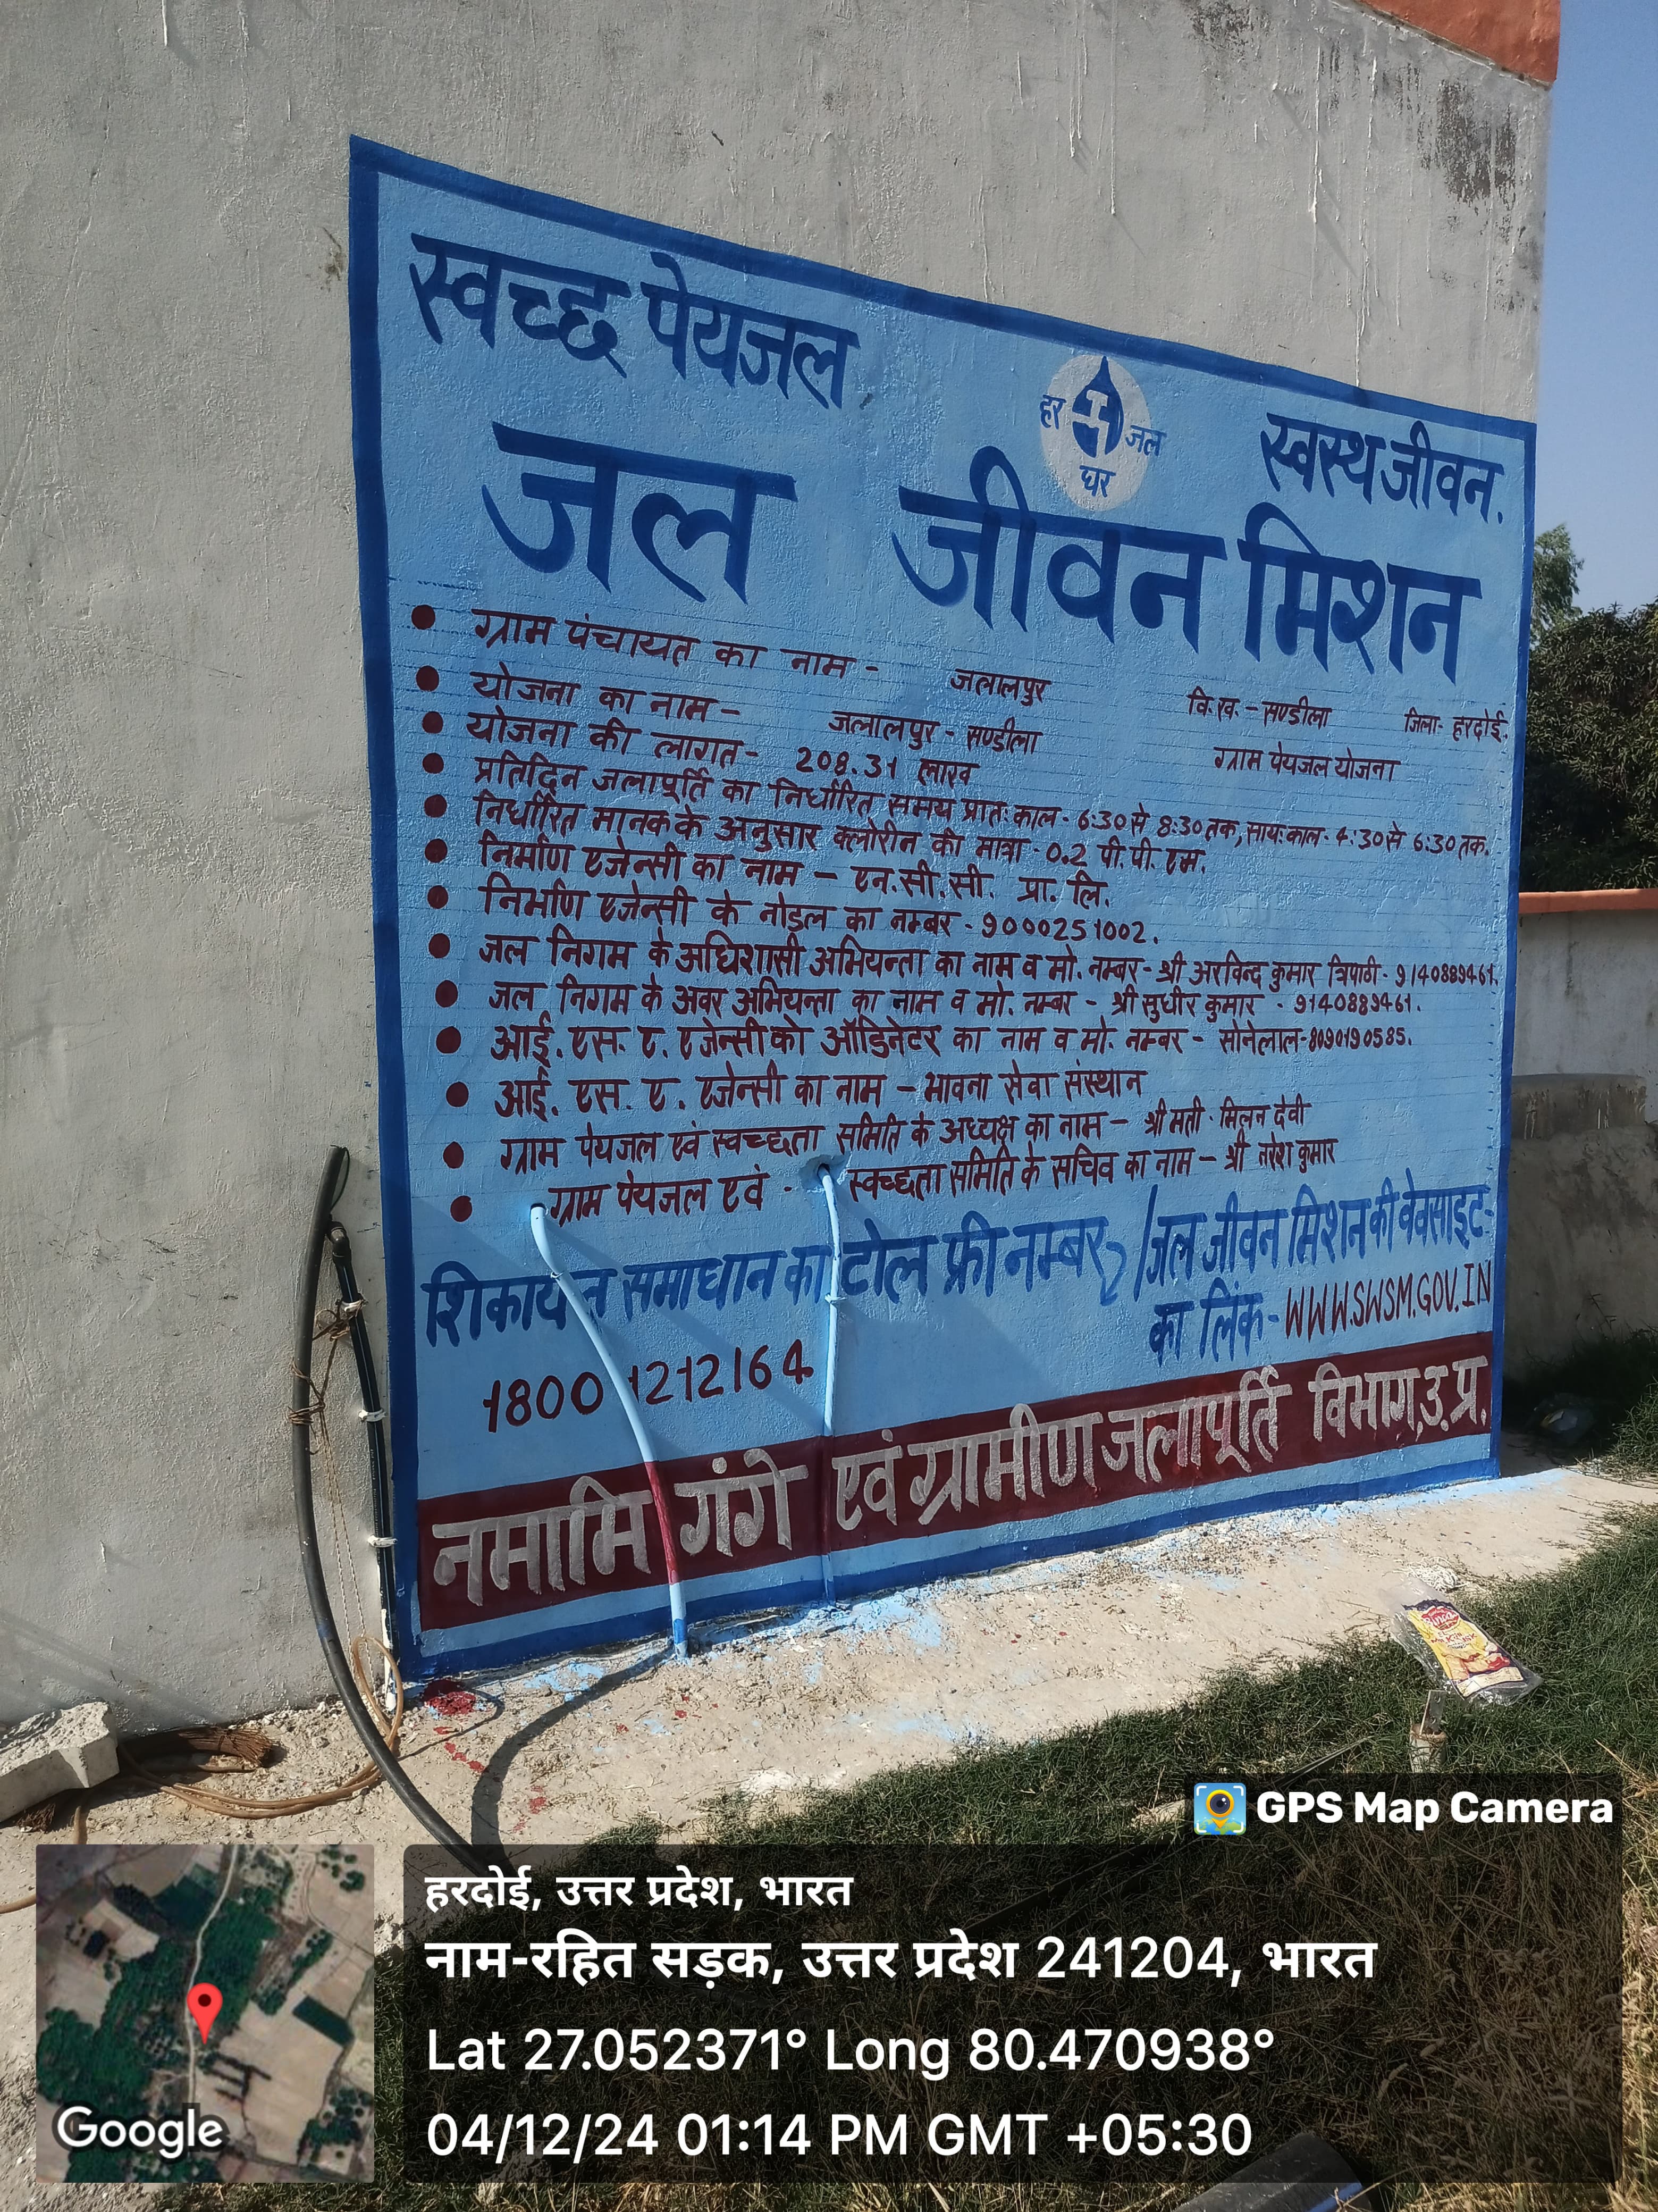 स्वच्छ पेयजल
हर जल
घर
स्वस्थ जीवन.
जल जीवन मिशन
• ग्राम पंचायत का नाम - जलालपुर वि.ख. - सण्डीला जिला- हरदोई.
• योजना का नाम - जलालपुर - सण्डीला ग्राम पेयजल योजना
• योजना की लागत - 208.31 लाख
• प्रतिदिन जलापूर्ति का निर्धारित समय प्रातःकाल - 6:30 से 8:30 तक, सायःकाल - 4:30 से 6:30 तक.
• निर्धारित मानक के अनुसार क्लोरीन की मात्रा - 0.2 पी.पी.एम.
• निर्माण एजेन्सी का नाम - एन.सी.सी. प्रा. लि.
• निर्माण एजेन्सी के नोडल का नम्बर - 9000251002.
• जल निगम के अधिशासी अभियन्ता का नाम व मो. नम्बर - श्री अरविन्द कुमार त्रिपाठी - 9140889461.
• जल निगम के अवर अभियन्ता का नाम व मो. नम्बर - श्री सुधीर कुमार - 9140889461.
• आई. एस. ए. एजेन्सी को ऑडिनेटर का नाम व मो. नम्बर - सोनेलाल - 8090190585.
• आई. एस. ए. एजेन्सी का नाम - भावना सेवा संस्थान
• ग्राम पेयजल एवं स्वच्छता समिति के अध्यक्ष का नाम - श्रीमती मिलन देवी
• ग्राम पेयजल एवं - स्वच्छता समिति के सचिव का नाम - श्री नरेश कुमार
शिकायत समाधान का टोल फ्री नम्बर / जल जीवन मिशन की वेवसाइट-
का लिंक - WWW.SWSM.GOV.IN
1800 1212164
नमामि गंगे एवं ग्रामीण जलापूर्ति विभाग, उ. प्र.
GPS Map Camera
हरदोई, उत्तर प्रदेश, भारत
नाम-रहित सड़क, उत्तर प्रदेश 241204, भारत
Lat 27.052371° Long 80.470938°
04/12/24 01:14 PM GMT +05:30
Google